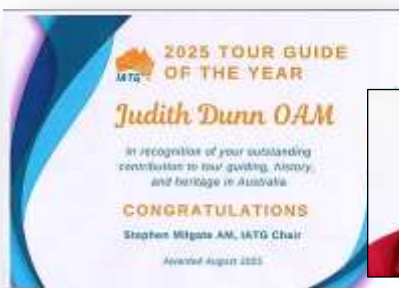 2025 TOUR GUIDE
OF THE YEAR
IATG
Judith Dunn OAM
In recognition of your outstanding
contribution to tour guiding, history,
and heritage in Australia
CONGRATULATIONS
Stephen Milgate AM, IATG Chair
Awarded August 2025